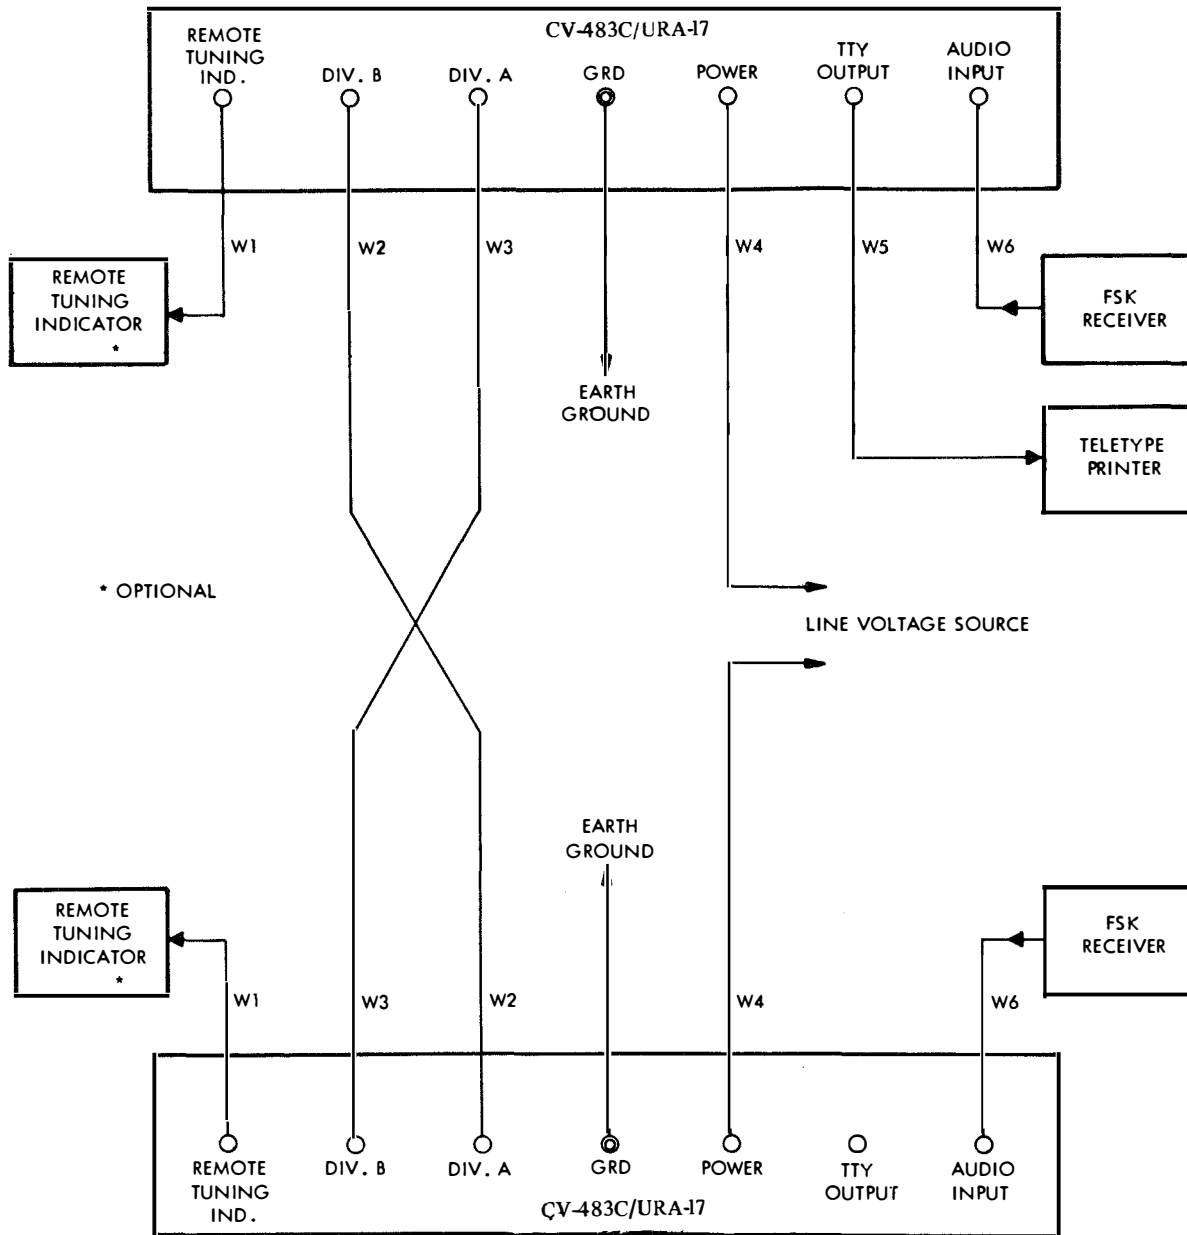 CV-483C/URA-17
REMOTE
TUNING
IND.
DIV. B
DIV. A
GRD
POWER
TTY
OUTPUT
AUDIO
INPUT
W1
W2
W3
W4
W5
W6
REMOTE
TUNING
INDICATOR
*
FSK
RECEIVER
EARTH
GROUND
TELETYPE
PRINTER
* OPTIONAL
LINE VOLTAGE SOURCE
EARTH
GROUND
REMOTE
TUNING
INDICATOR
*
FSK
RECEIVER
W1
W3
W2
W4
W6
REMOTE
TUNING
IND.
DIV. B
DIV. A
GRD
POWER
TTY
OUTPUT
AUDIO
INPUT
CV-483C/URA-17